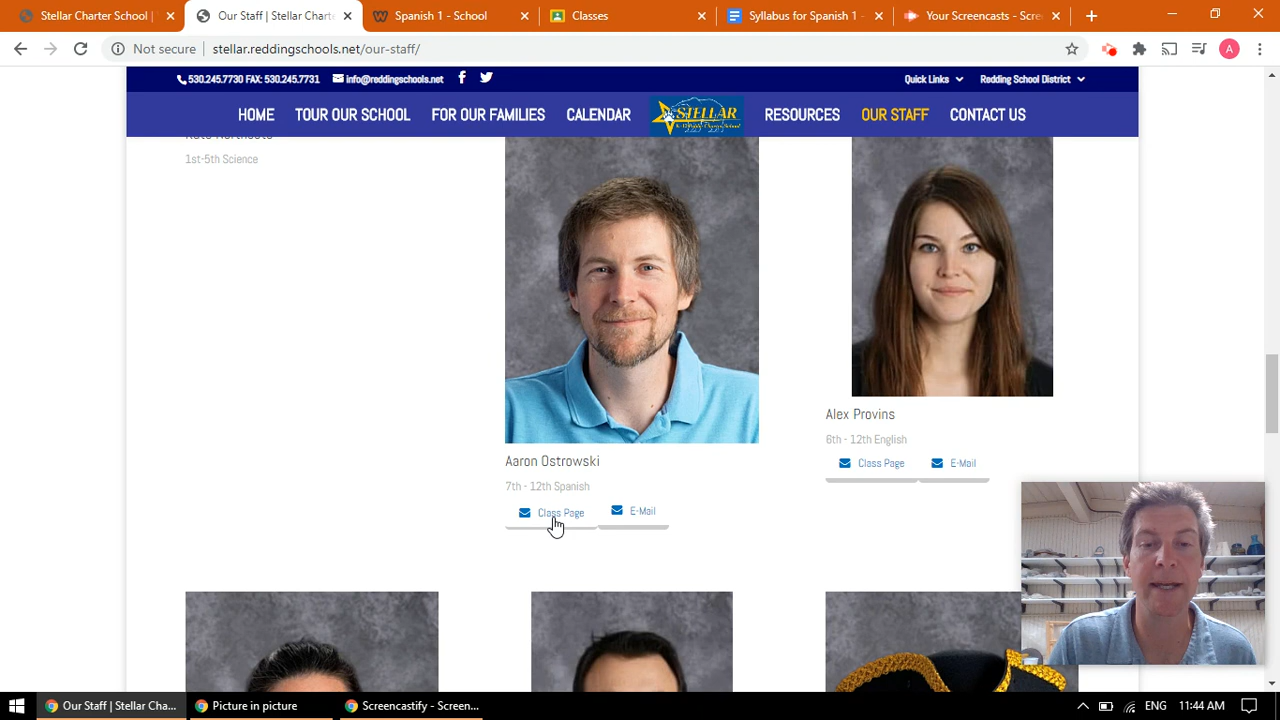 Stellar Charter School |
Our Staff | Stellar Charte
Spanish 1 - School
Classes
Syllabus for Spanish 1 -
Your Screencasts - Scre
Not secure
stellar.reddingschools.net/our-staff/
A
530.245.7730 FAX: 530.245.7731
info@reddingschools.net
Quick Links
Redding School District
HOME
TOUR OUR SCHOOL
FOR OUR FAMILIES
CALENDAR
STELLAR
RESOURCES
OUR STAFF
CONTACT US
1st-5th Science
Aaron Ostrowski
7th - 12th Spanish
Class Page
E-Mail
Alex Provins
6th - 12th English
Class Page
E-Mail
Our Staff | Stellar Cha...
Picture in picture
Screencastify - Screen...
ENG
11:44 AM